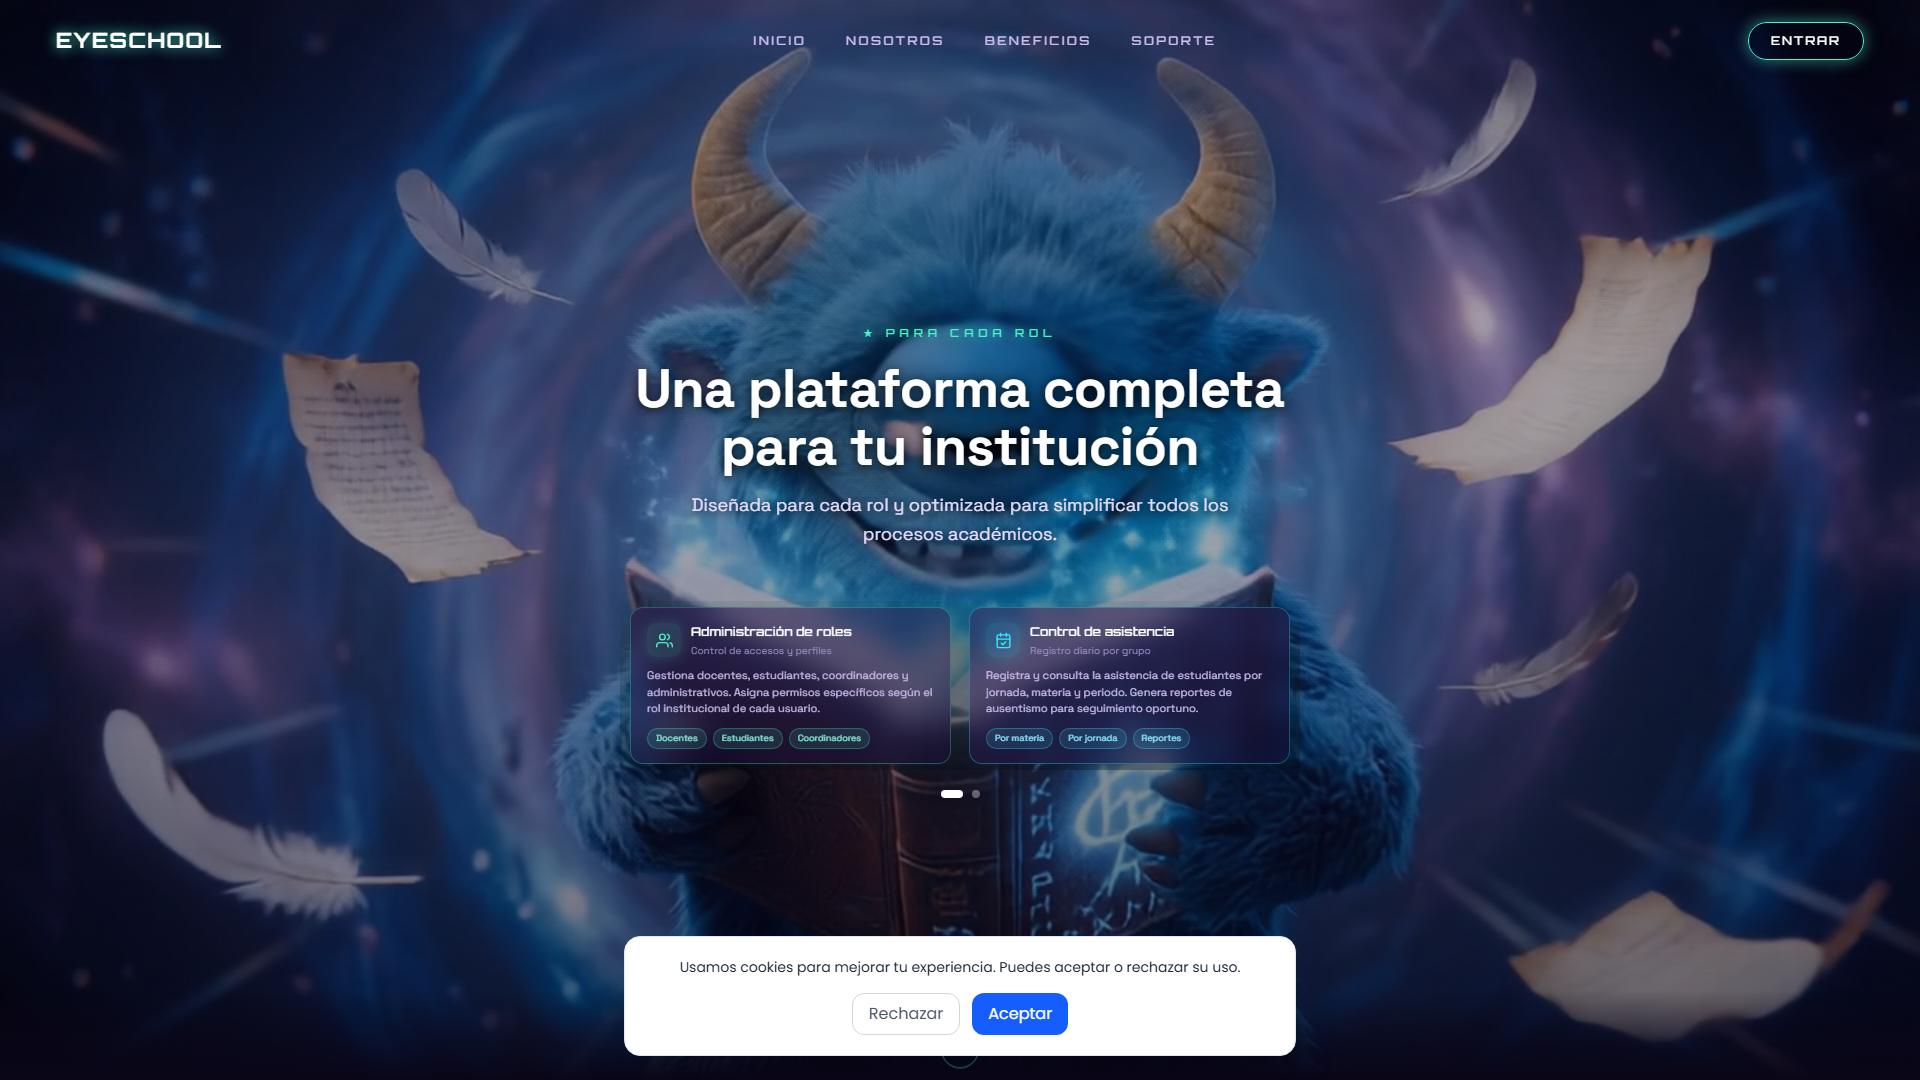 EYESCHOOL
INICIO
NOSOTROS
BENEFICIOS
SOPORTE
ENTRAR
★ PARA CADA ROL
Una plataforma completa
para tu institución
Diseñada para cada rol y optimizada para simplificar todos los
procesos académicos.
Administración de roles
Control de accesos y perfiles
Gestiona docentes, estudiantes, coordinadores y
administrativos. Asigna permisos específicos según el
rol institucional de cada usuario.
Docentes
Estudiantes
Coordinadores
Control de asistencia
Registro diario por grupo
Registra y consulta la asistencia de estudiantes por
jornada, materia y periodo. Genera reportes de
ausentismo para seguimiento oportuno.
Por materia
Por jornada
Reportes
Usamos cookies para mejorar tu experiencia. Puedes aceptar o rechazar su uso.
Rechazar
Aceptar